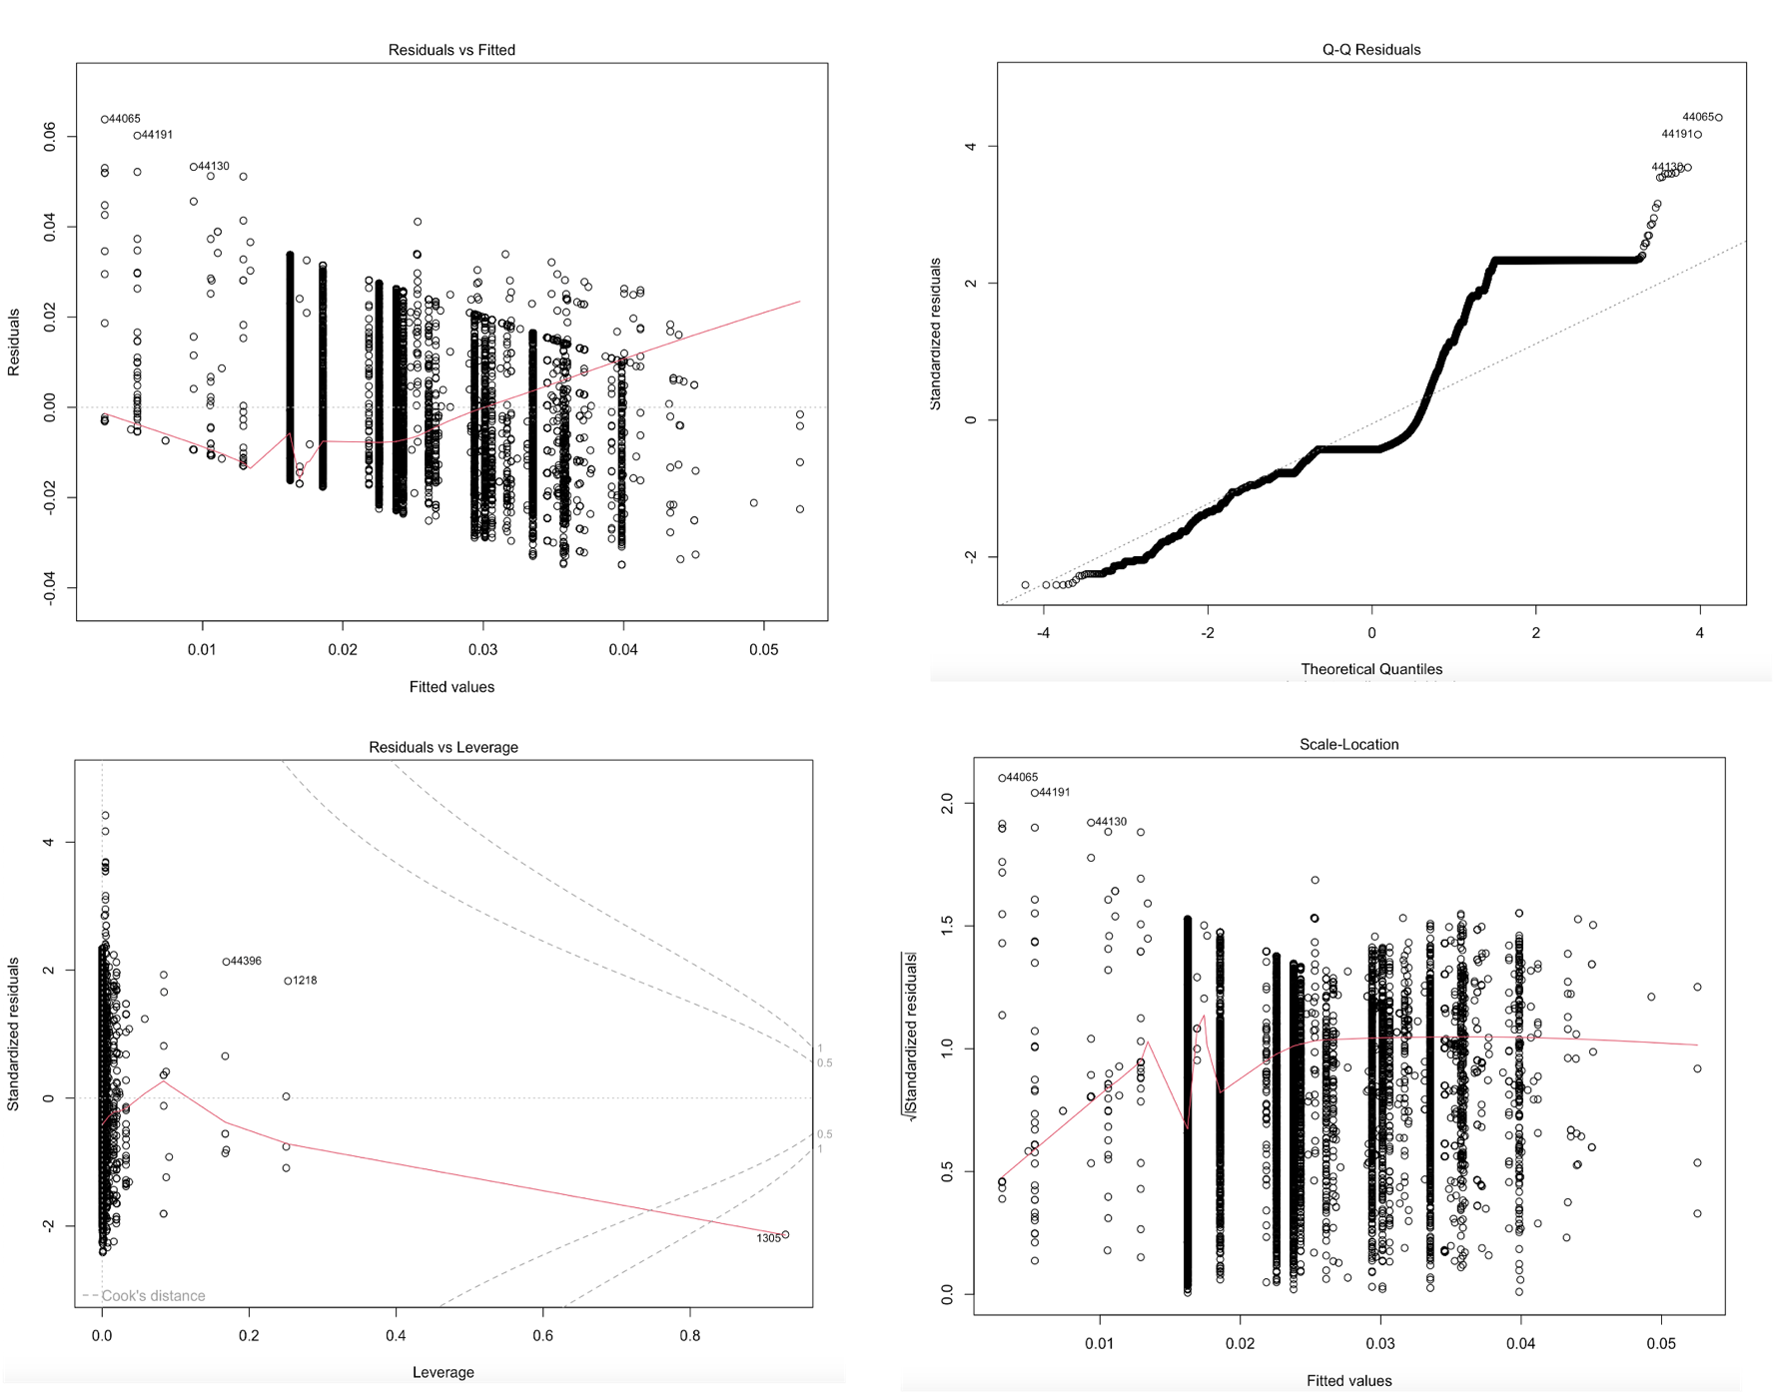 Residuals vs Fitted
Residuals
0.06
0.04
0.02
0.00
-0.02
-0.04
44065
44191
44130
0.01 0.02 0.03 0.04 0.05
Fitted values
Q-Q Residuals
Standardized residuals
4
2
0
-2
44065
44191
44130
-4 -2 0 2 4
Theoretical Quantiles
Residuals vs Leverage
Standardized residuals
4
2
0
-2
44396
1218
1305
1
0.5
0.5
1
Cook's distance
0.0 0.2 0.4 0.6 0.8
Leverage
Scale-Location
√|Standardized residuals|
2.0
1.5
1.0
0.5
0.0
44065
44191
44130
0.01 0.02 0.03 0.04 0.05
Fitted values